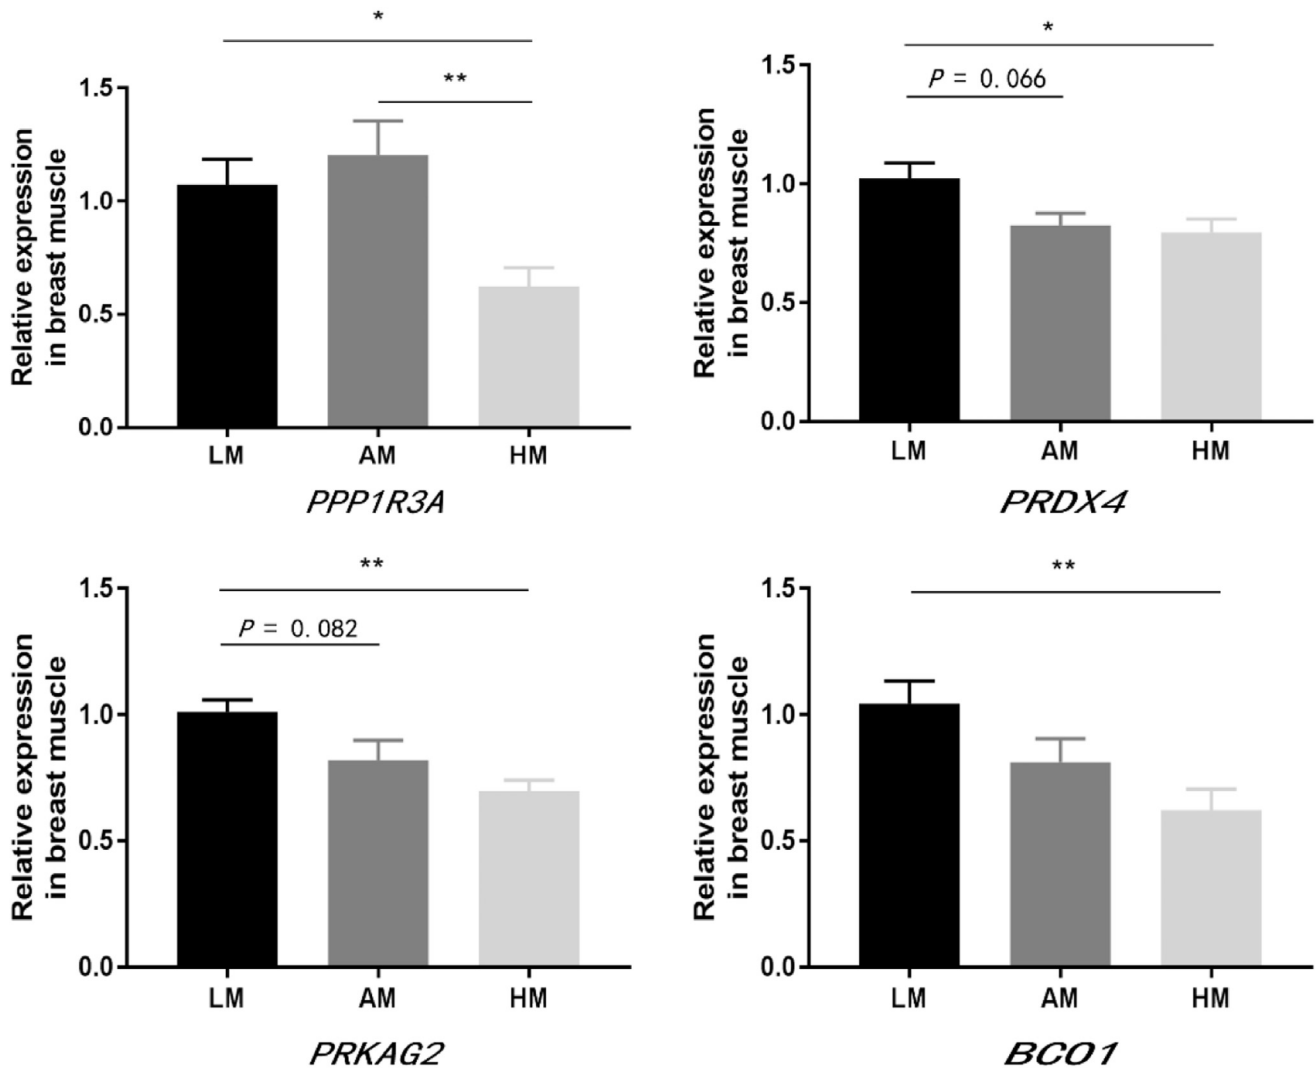 *
**
1.5
1.0
0.5
0.0
Relative expression
in breast muscle
LM AM HM
PPP1R3A
*
P = 0.066
1.5
1.0
0.5
0.0
Relative expression
in breast muscle
LM AM HM
PRDX4
**
P = 0.082
1.5
1.0
0.5
0.0
Relative expression
in breast muscle
LM AM HM
PRKAG2
**
1.5
1.0
0.5
0.0
Relative expression
in breast muscle
LM AM HM
BCO1